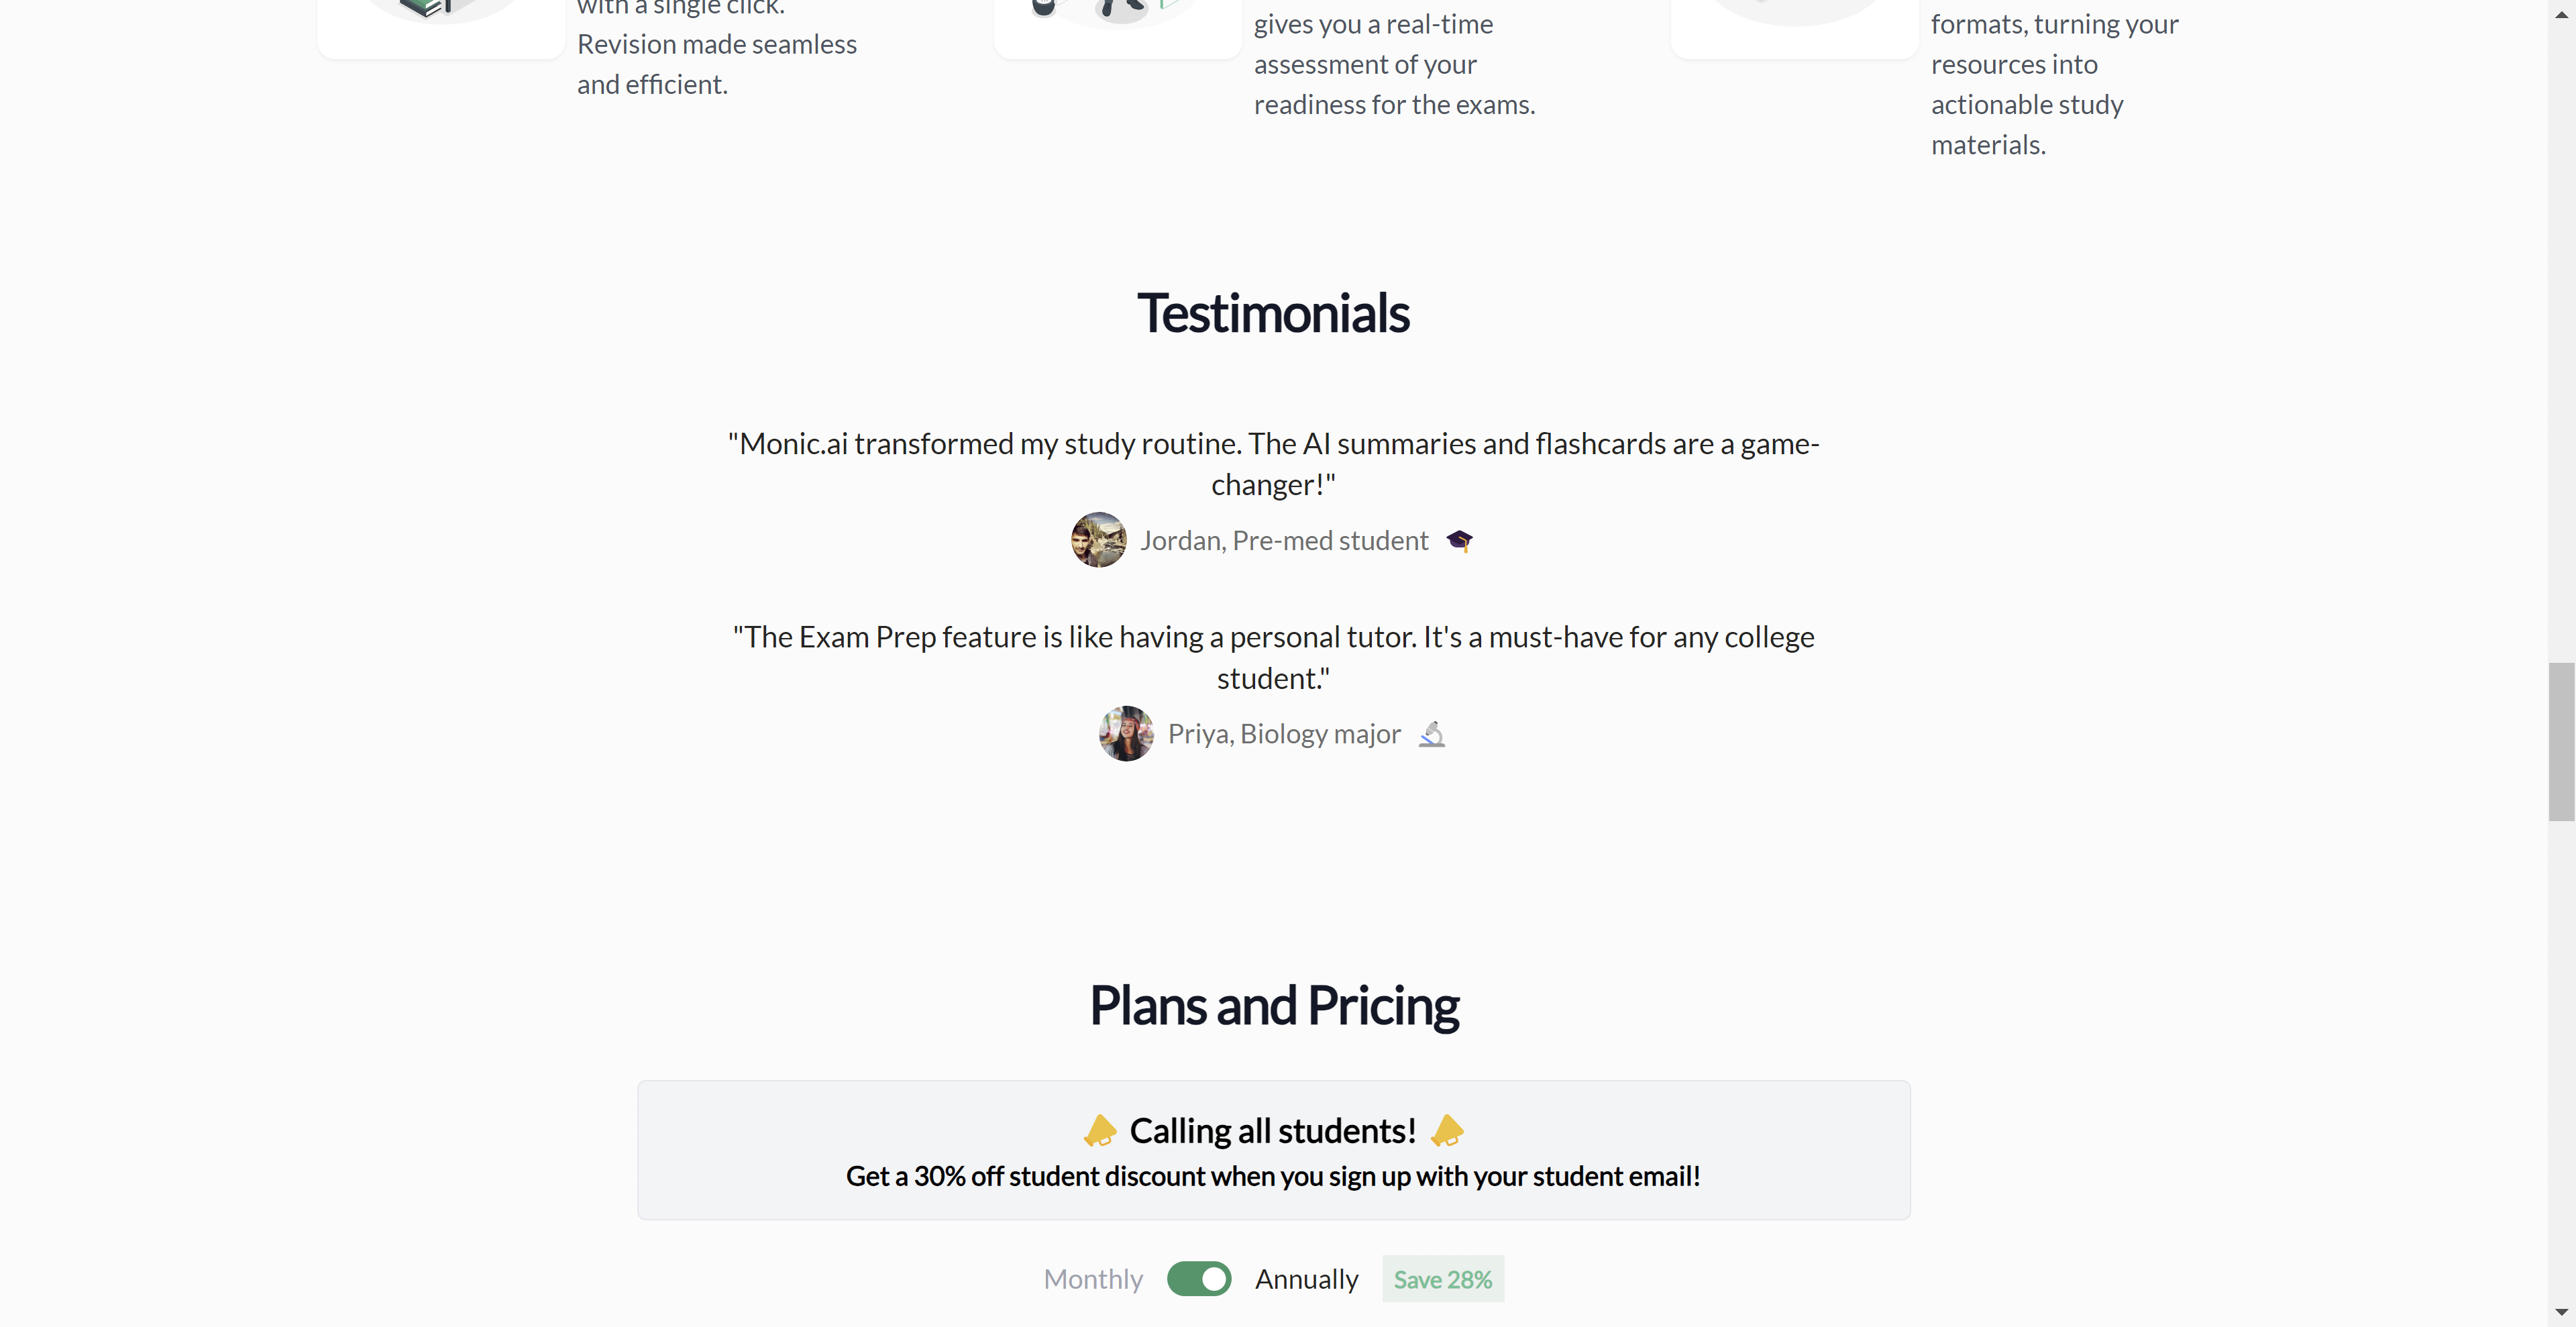 with a single click.
Revision made seamless
and efficient.
gives you a real-time
assessment of your
readiness for the exams.
formats, turning your
resources into
actionable study
materials.
Testimonials
"Monic.ai transformed my study routine. The AI summaries and flashcards are a game-
changer!"
Jordan, Pre-med student
"The Exam Prep feature is like having a personal tutor. It's a must-have for any college
student."
Priya, Biology major
Plans and Pricing
Calling all students!
Get a 30% off student discount when you sign up with your student email!
Monthly Annually Save 28%